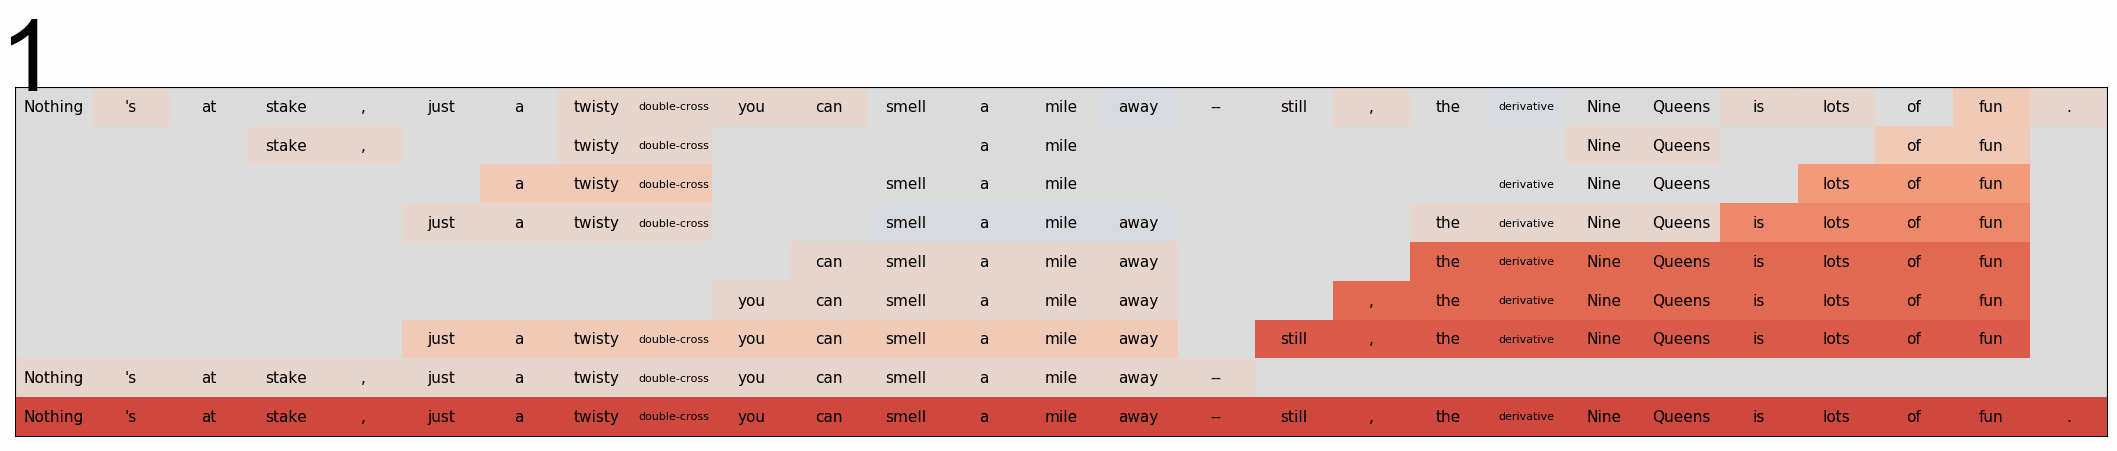 1
Nothing 's at stake , just a twisty double-cross you can smell a mile away -- still , the derivative Nine Queens is lots of fun .
stake , twisty double-cross a mile Nine Queens of fun
a twisty double-cross smell a mile derivative Nine Queens lots of fun
just a twisty double-cross smell a mile away the derivative Nine Queens is lots of fun
can smell a mile away the derivative Nine Queens is lots of fun
you can smell a mile away , the derivative Nine Queens is lots of fun
just a twisty double-cross you can smell a mile away still , the derivative Nine Queens is lots of fun
Nothing 's at stake , just a twisty double-cross you can smell a mile away --
Nothing 's at stake , just a twisty double-cross you can smell a mile away -- still , the derivative Nine Queens is lots of fun .